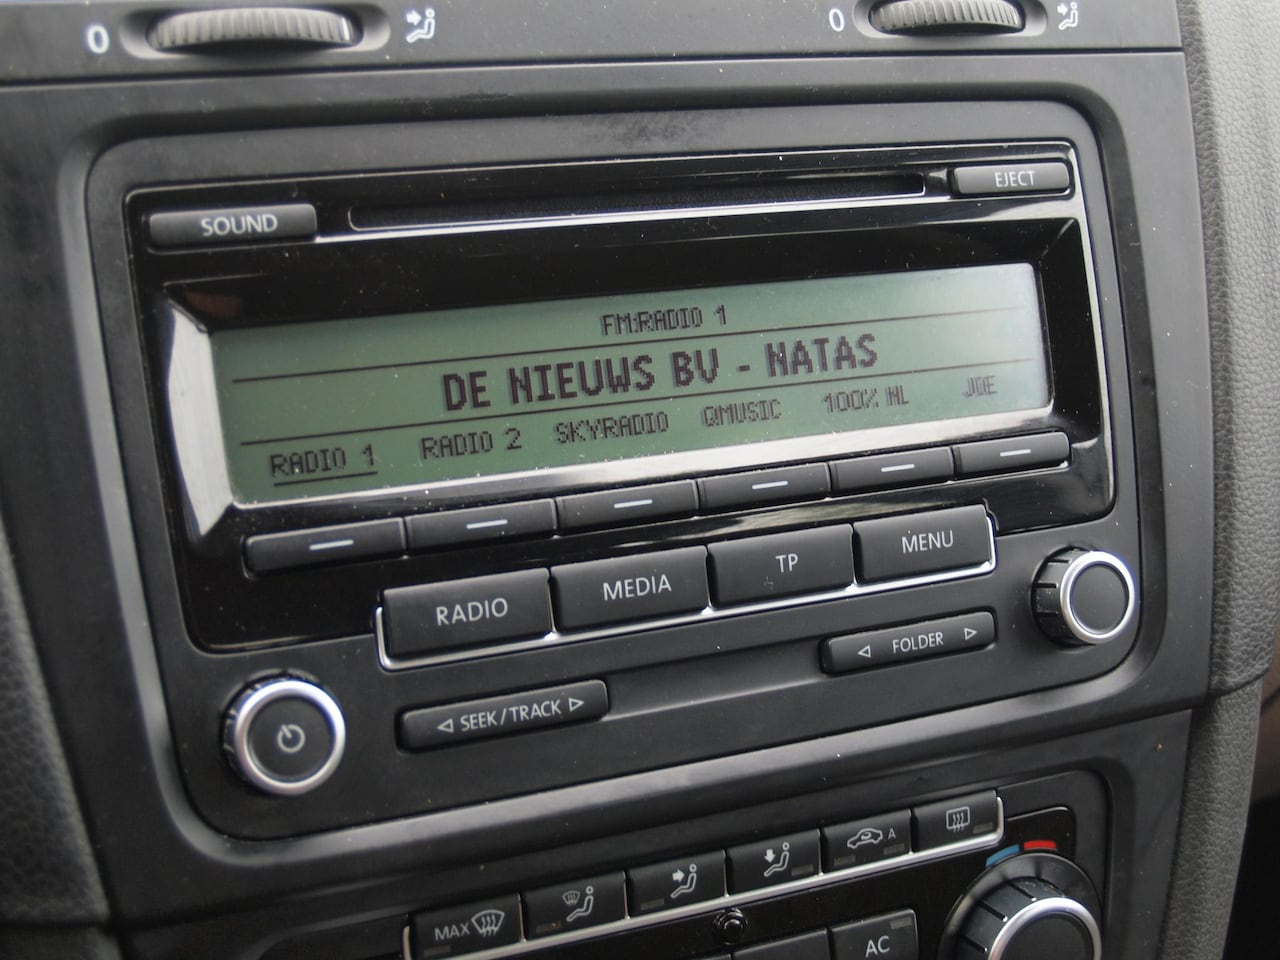 0
0
SOUND
EJECT
FM:RADIO 1
DE NIEUWS BV - NATAS
RADIO 1 RADIO 2 SKYRADIO QMUSIC 100% NL JOE
RADIO MEDIA TP MENU
SEEK/TRACK FOLDER
MAX A
AC